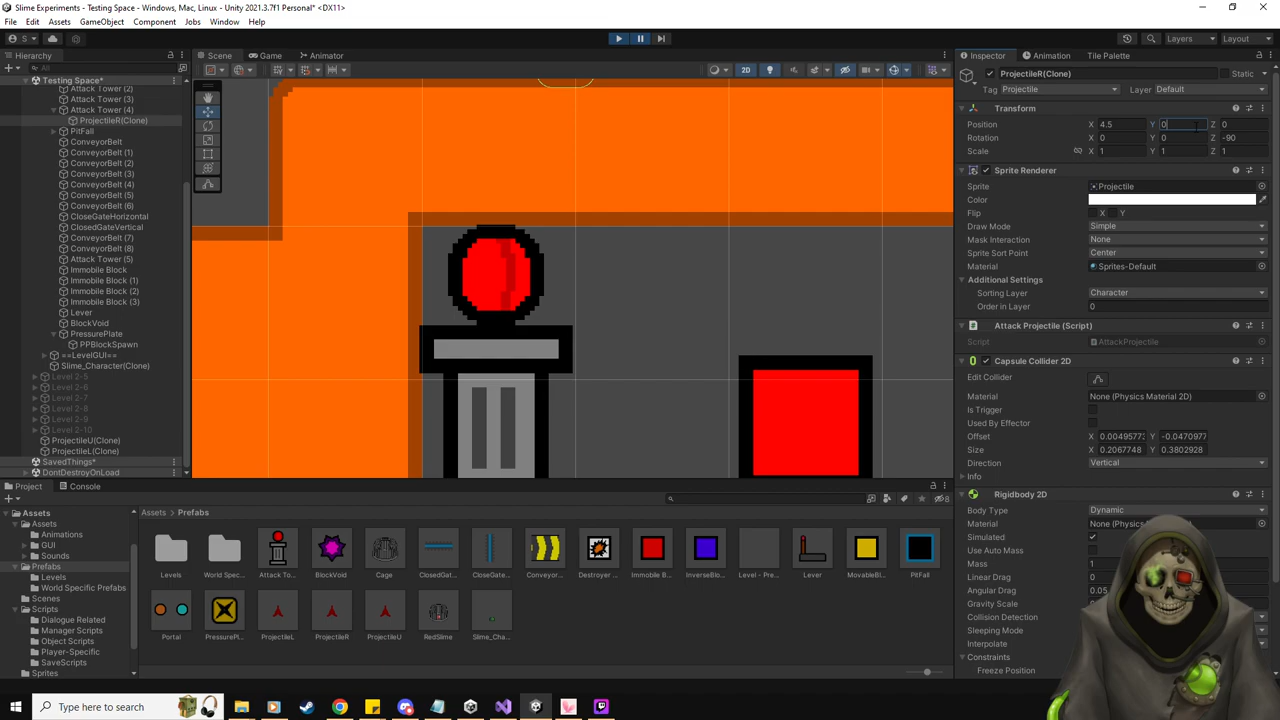 Slime Experiments - Testing Space* - Windows, Mac, Linux - Unity 2021.3.7f1 Personal* <DX11>
File Edit Assets GameObject Component Jobs Window Help
S Layers Layout
Hierarchy Scene Game Animator Inspector Animation Tile Palette
All 2D
Testing Space*
Attack Tower (2)
Attack Tower (3)
Attack Tower (4)
ProjectileR(Clone)
PitFall
ConveyorBelt
ConveyorBelt (1)
ConveyorBelt (2)
ConveyorBelt (3)
ConveyorBelt (4)
ConveyorBelt (5)
ConveyorBelt (6)
CloseGateHorizontal
ClosedGateVertical
ConveyorBelt (7)
ConveyorBelt (8)
Attack Tower (5)
Immobile Block
Immobile Block (1)
Immobile Block (2)
Immobile Block (3)
Lever
BlockVoid
PressurePlate
PPBlockSpawn
==LevelGUI==
Slime_Character(Clone)
Level 2-5
Level 2-6
Level 2-7
Level 2-8
Level 2-9
Level 2-10
ProjectileU(Clone)
ProjectileL(Clone)
SavedThings*
DontDestroyOnLoad
ProjectileR(Clone) Static
Tag Projectile Layer Default
Transform
Position X 4.5 Y 0 Z 0
Rotation X 0 Y 0 Z -90
Scale X 1 Y 1 Z 1
Sprite Renderer
Sprite Projectile
Color
Flip X Y
Draw Mode Simple
Mask Interaction None
Sprite Sort Point Center
Material Sprites-Default
Additional Settings
Sorting Layer Character
Order in Layer 0
Attack Projectile (Script)
Script AttackProjectile
Capsule Collider 2D
Edit Collider
Material None (Physics Material 2D)
Is Trigger
Used By Effector
Offset X 0.0049577 Y -0.0470977
Size X 0.2067748 Y 0.3802928
Direction Vertical
Info
Rigidbody 2D
Body Type Dynamic
Material None (Physics
Simulated
Use Auto Mass
Mass 1
Linear Drag 0
Angular Drag 0.05
Gravity Scale
Collision Detection
Sleeping Mode
Interpolate
Constraints
Freeze Position
Project Console
8
Assets
Assets
Animations
GUI
Sounds
Prefabs
Levels
World Specific Prefabs
Scenes
Scripts
Dialogue Related
Manager Scripts
Object Scripts
Player-Specific
SaveScripts
Sprites
Assets > Prefabs
Levels World Spec... Attack To... BlockVoid Cage ClosedGat... CloseGate... Conveyor... Destroyer ... Immobile B... InverseBlo... Level - Pre... Lever MovableBl... PitFall
Portal PressurePl... ProjectileL ProjectileR ProjectileU RedSlime Slime_Cha...
Type here to search